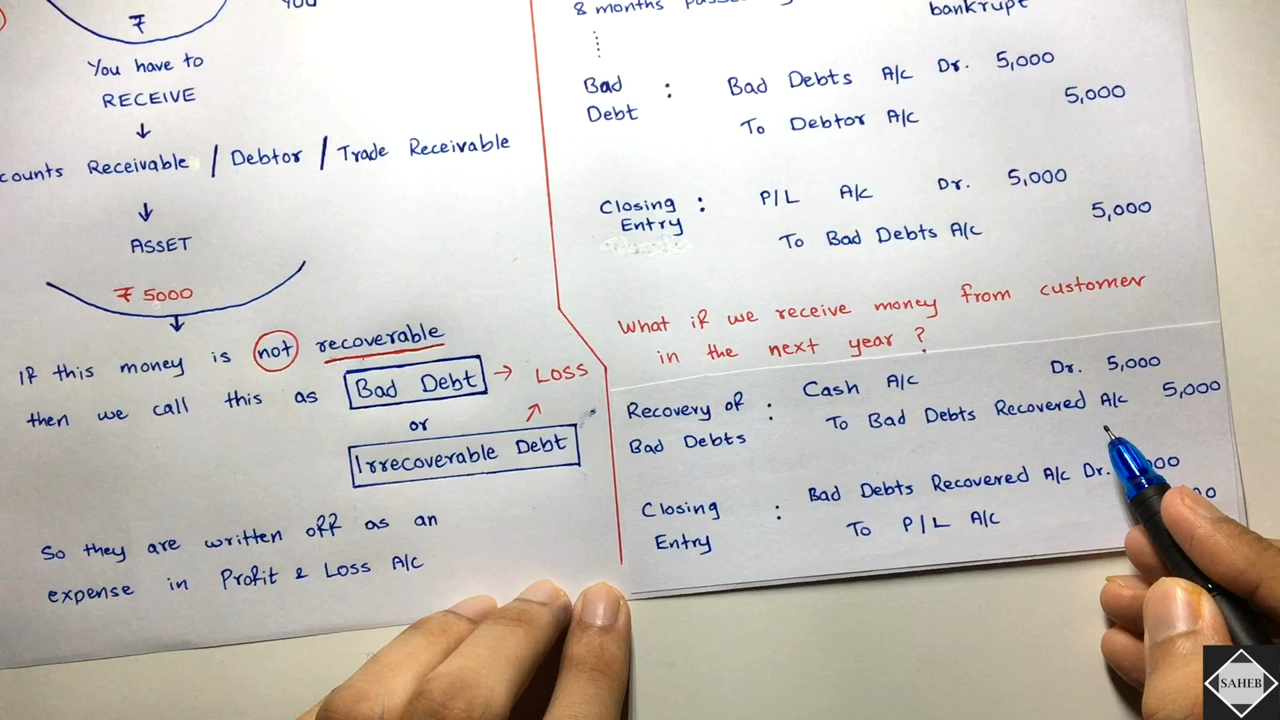 ₹
You have to
RECEIVE
Receivable / Debtor / Trade Receivable
ASSET
₹ 5000
If this money is not recoverable
then we call this as Bad Debt → LOSS
or
Irrecoverable Debt
So they are written off as an
expense in Profit & Loss A/c
8 months
bankrupt
Bad Debt : Bad Debts A/c Dr. 5,000
To Debtor A/c 5,000
Closing Entry : P/L A/c Dr. 5,000
To Bad Debts A/c 5,000
What if we receive money from customer
in the next year ?
Recovery of Bad Debts : Cash A/c Dr. 5,000
To Bad Debts Recovered A/c 5,000
Closing Entry : Bad Debts Recovered A/c Dr.
To P/L A/c
SAHEB